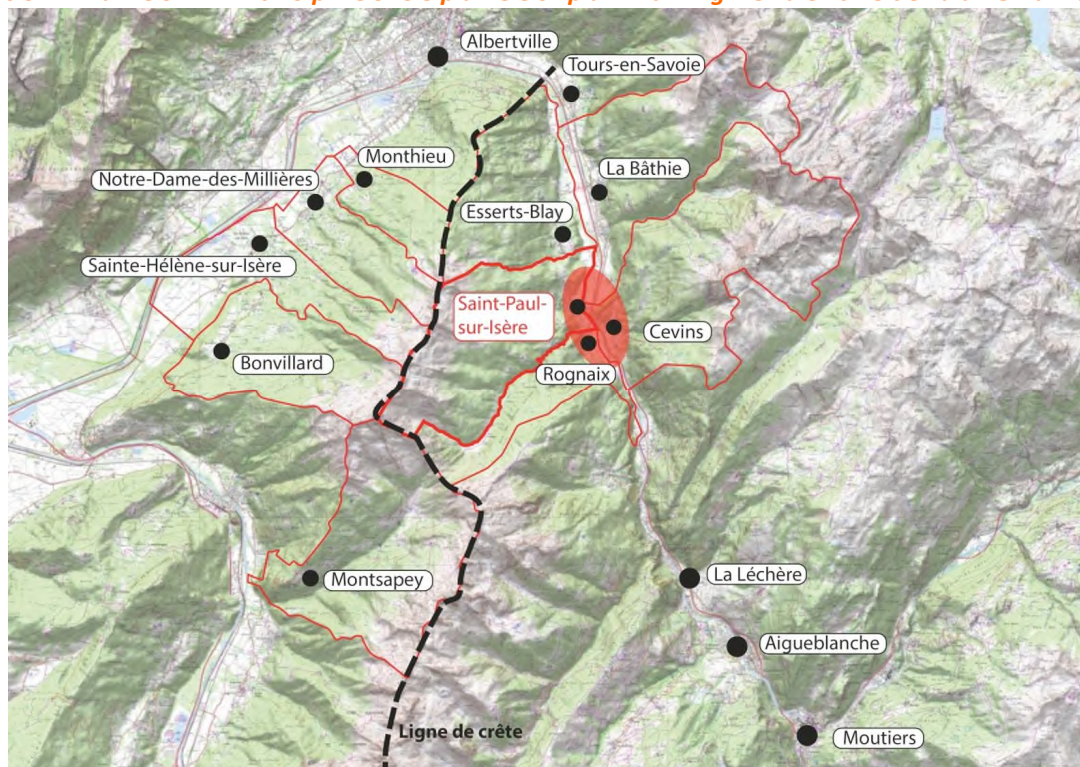 Albertville
Tours-en-Savoie
Monthieu
La Bâthie
Notre-Dame-des-Millières
Esserts-Blay
Sainte-Hélène-sur-Isère
Saint-Paul-
sur-Isère
Cevins
Bonvillard
Rognaix
La Léchère
Montsapey
Aigueblanche
Ligne de crête
Moutiers